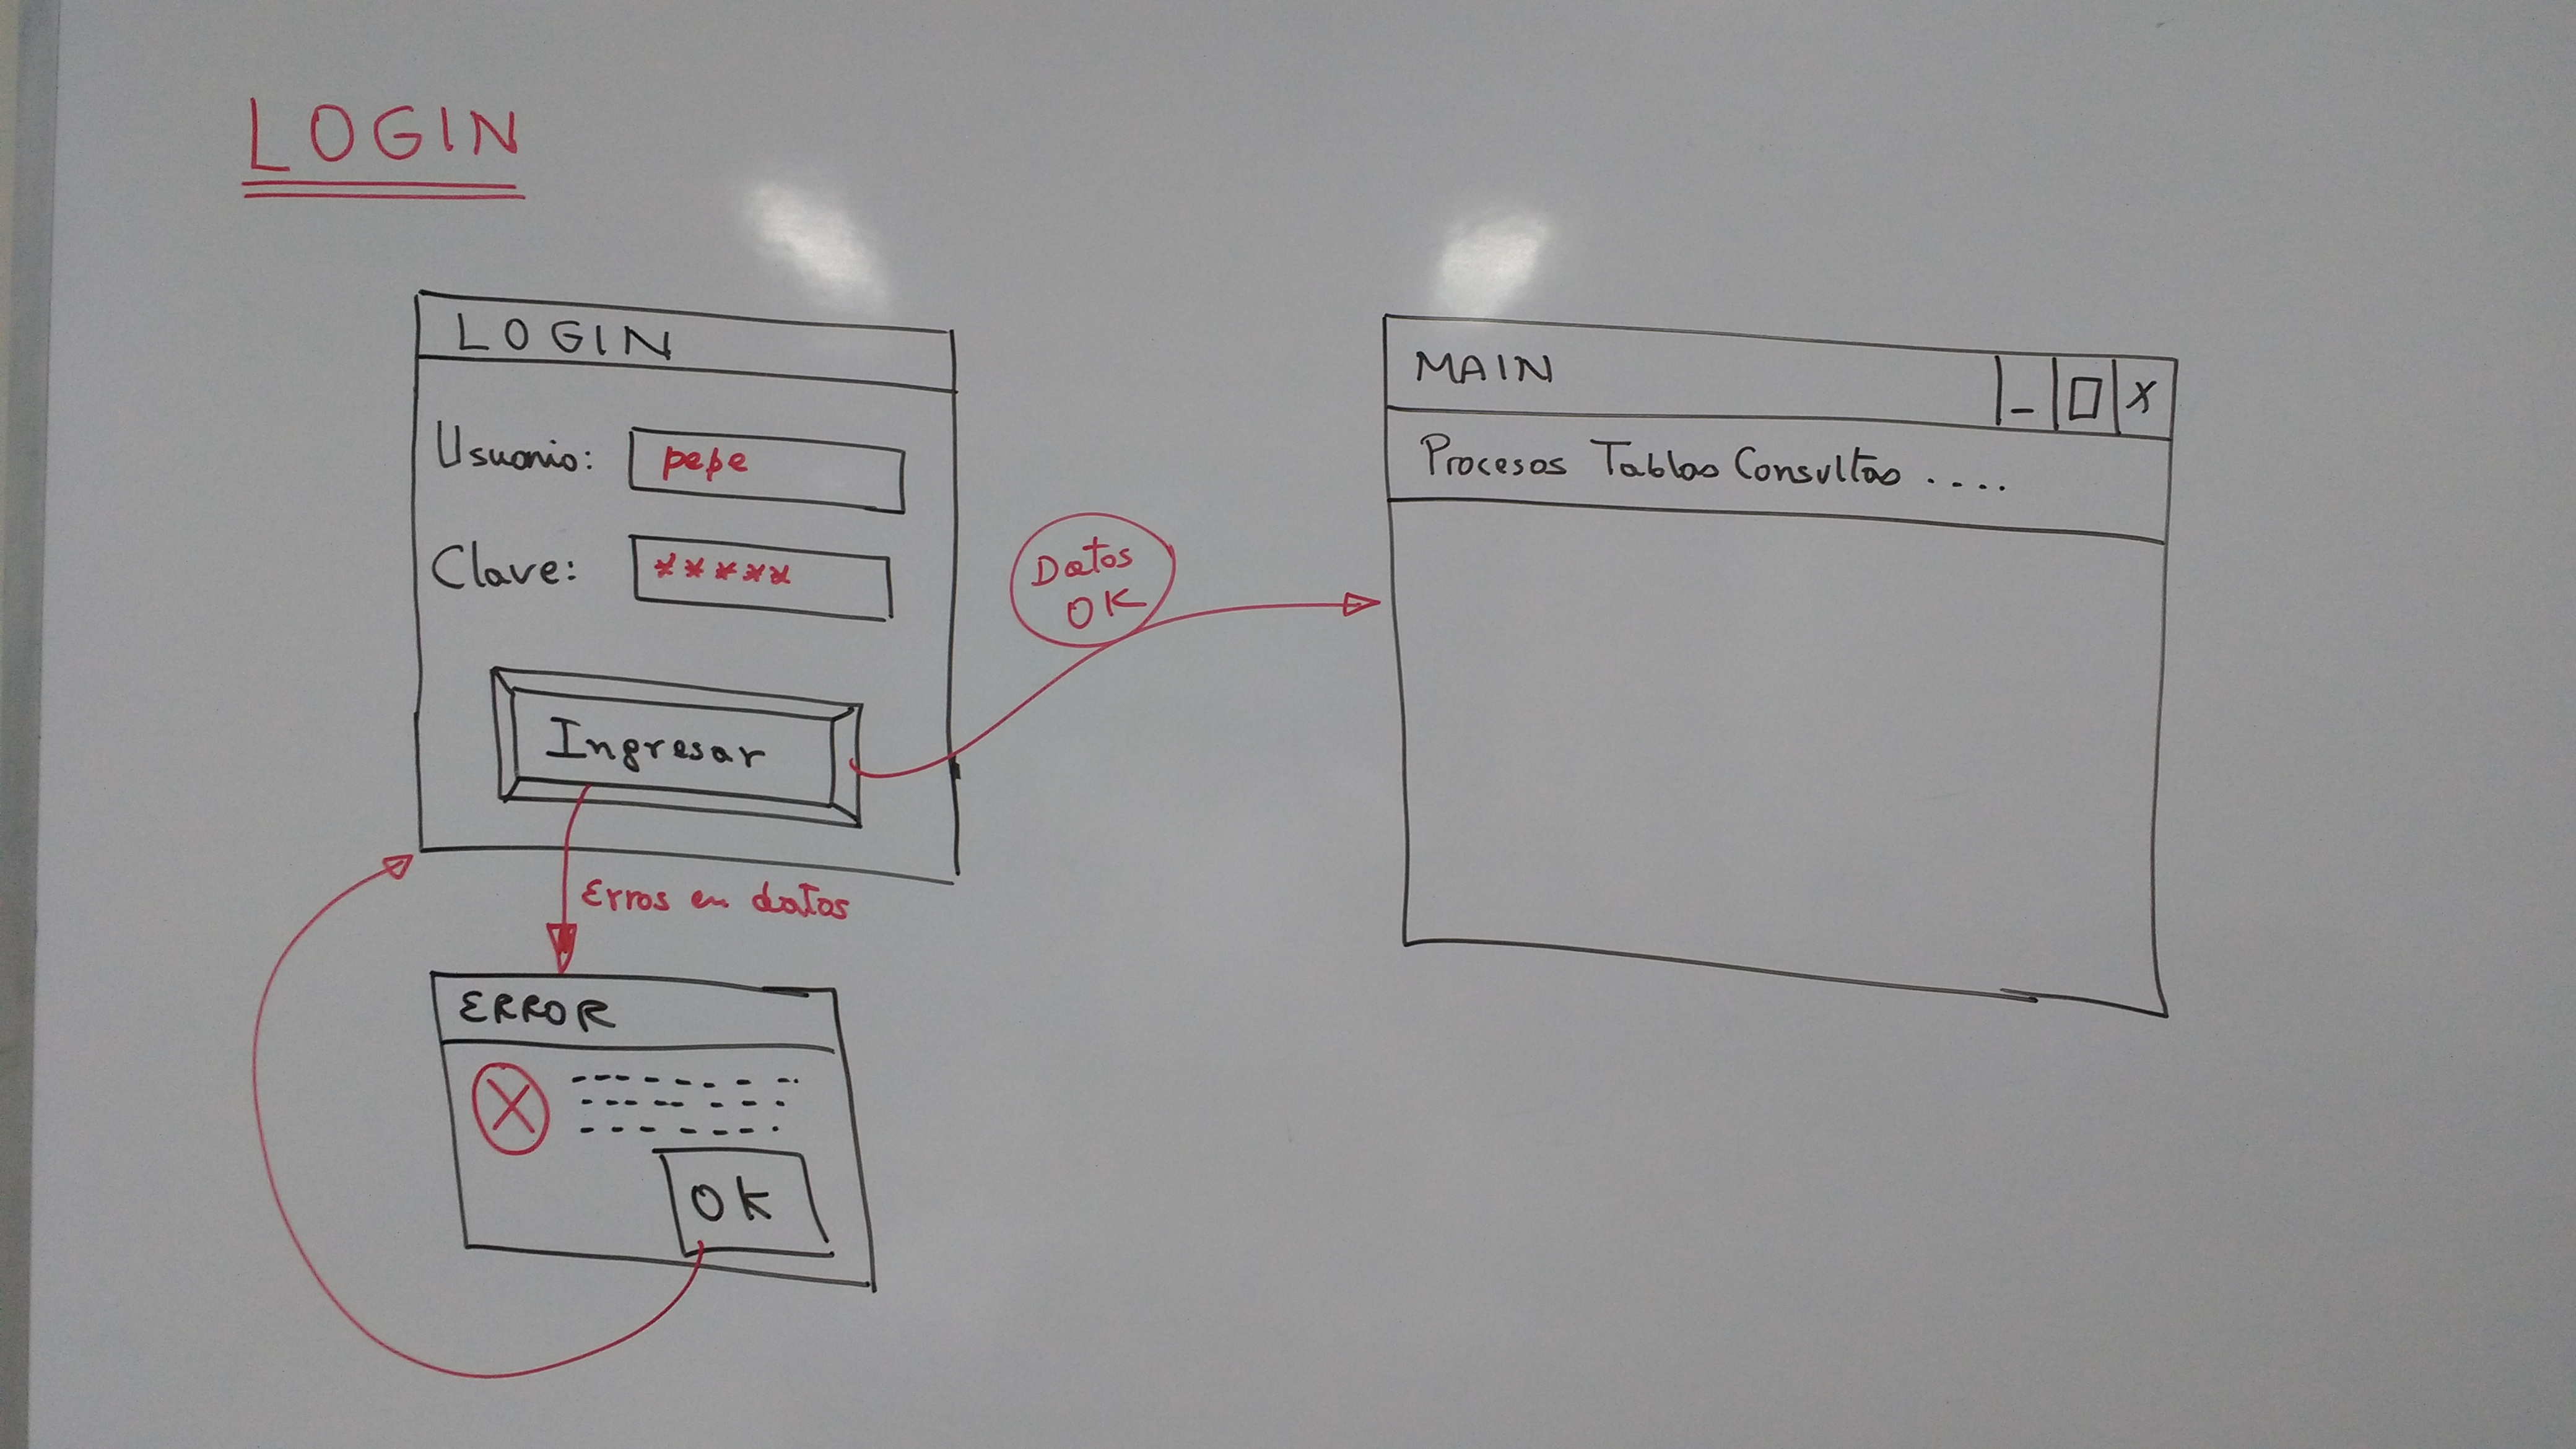 LOGIN
LOGIN
Usuario: pepe
Clave: *****
Ingresar
Datos
OK
MAIN _ □ X
Procesos Tablas Consultas ....
Erros en datos
ERROR
X
OK